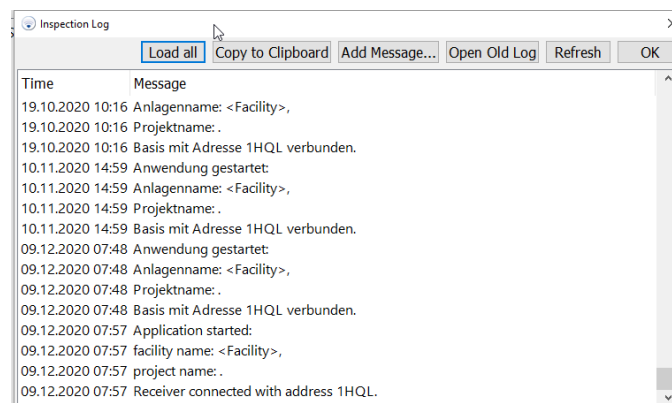 Inspection Log
Load all Copy to Clipboard Add Message... Open Old Log Refresh OK
Time Message
19.10.2020 10:16 Anlagenname: <Facility>,
19.10.2020 10:16 Projektname: .
19.10.2020 10:16 Basis mit Adresse 1HQL verbunden.
10.11.2020 14:59 Anwendung gestartet:
10.11.2020 14:59 Anlagenname: <Facility>,
10.11.2020 14:59 Projektname: .
10.11.2020 14:59 Basis mit Adresse 1HQL verbunden.
09.12.2020 07:48 Anwendung gestartet:
09.12.2020 07:48 Anlagenname: <Facility>,
09.12.2020 07:48 Projektname: .
09.12.2020 07:48 Basis mit Adresse 1HQL verbunden.
09.12.2020 07:57 Application started:
09.12.2020 07:57 facility name: <Facility>,
09.12.2020 07:57 project name: .
09.12.2020 07:57 Receiver connected with address 1HQL.